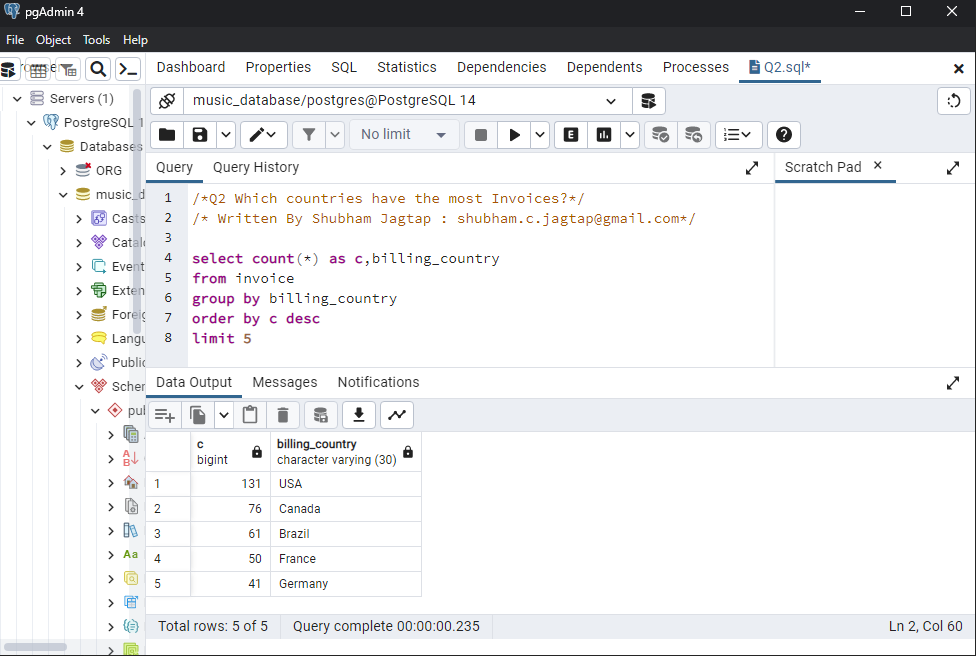 pgAdmin 4
File Object Tools Help
Dashboard Properties SQL Statistics Dependencies Dependents Processes Q2.sql*
Servers (1)
PostgreSQL 1
Databases
ORG
music_d
Casts
Catal
Event
Exten
Foreig
Langu
Public
Schem
pub
Aa
music_database/postgres@PostgreSQL 14
No limit
E
Query Query History
Scratch Pad
1 /*Q2 Which countries have the most Invoices?*/
2 /* Written By Shubham Jagtap : shubham.c.jagtap@gmail.com*/
3
4 select count(*) as c,billing_country
5 from invoice
6 group by billing_country
7 order by c desc
8 limit 5
Data Output Messages Notifications
c billing_country
bigint character varying (30)
1 131 USA
2 76 Canada
3 61 Brazil
4 50 France
5 41 Germany
Total rows: 5 of 5 Query complete 00:00:00.235 Ln 2, Col 60